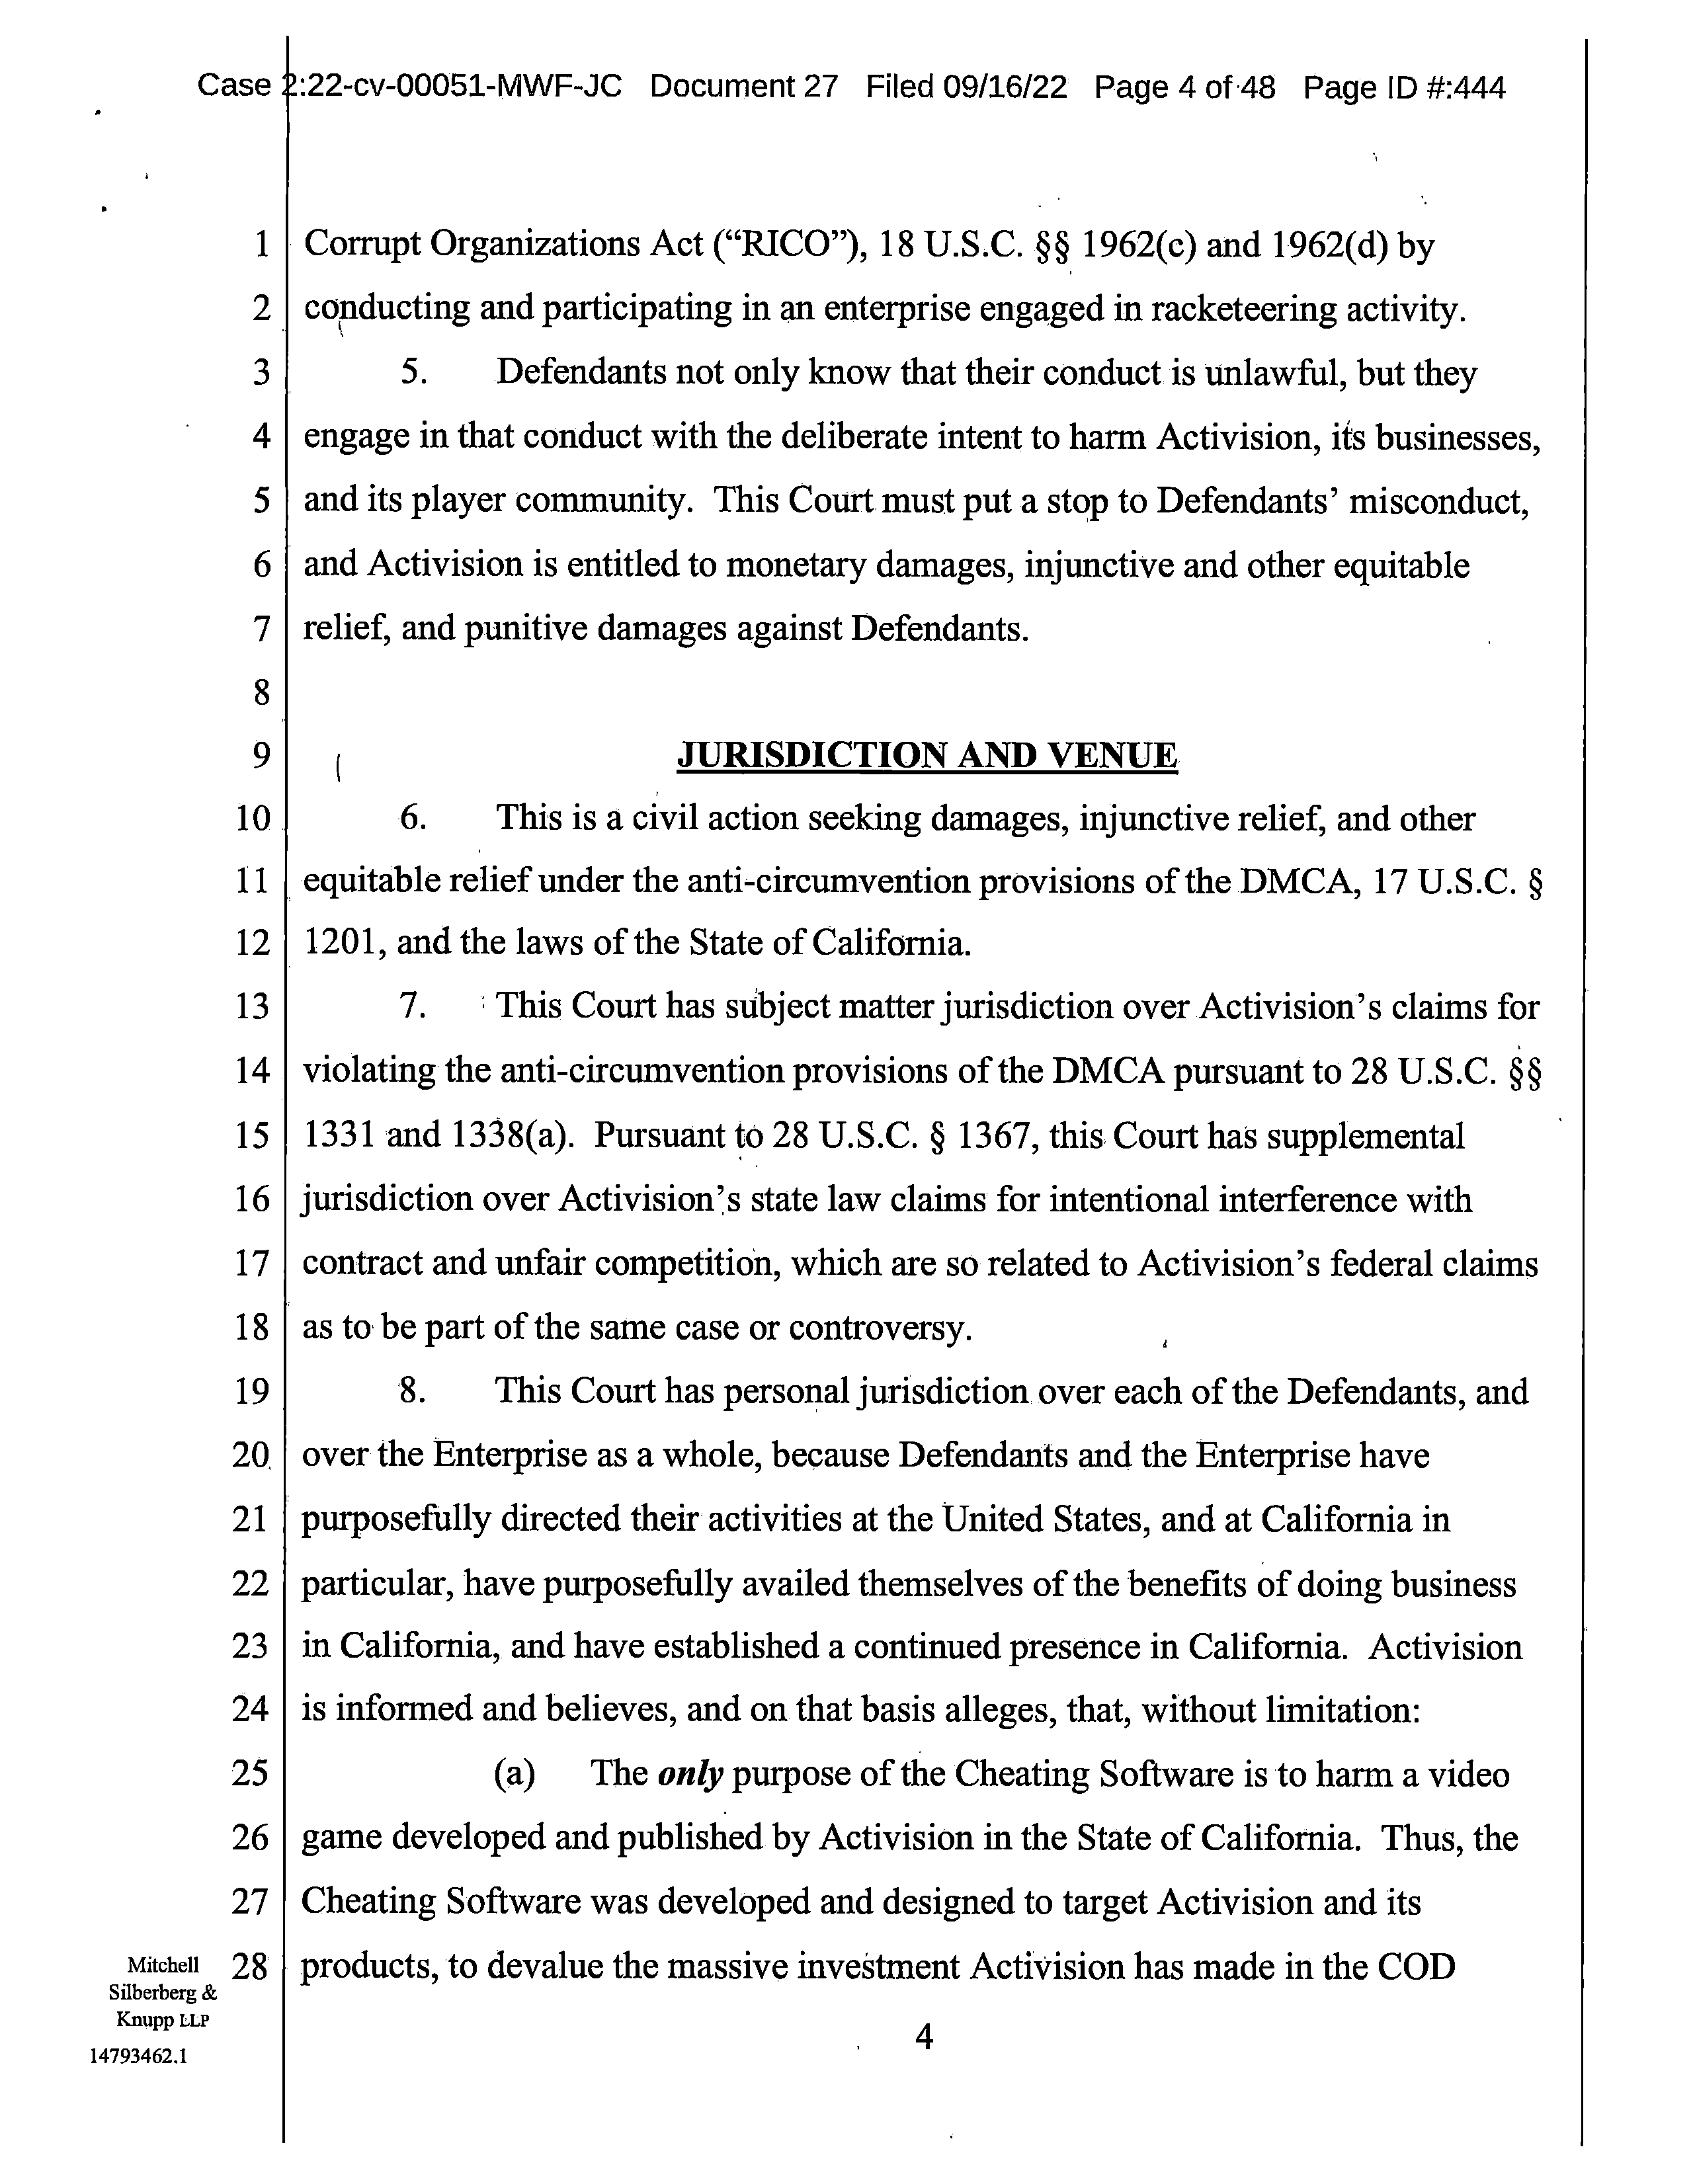 Case 2:22-cv-00051-MWF-JC Document 27 Filed 09/16/22 Page 4 of 48 Page ID #:444
1 Corrupt Organizations Act (“RICO”), 18 U.S.C. §§ 1962(c) and 1962(d) by
2 conducting and participating in an enterprise engaged in racketeering activity.
3 5. Defendants not only know that their conduct is unlawful, but they
4 engage in that conduct with the deliberate intent to harm Activision, its businesses,
5 and its player community. This Court must put a stop to Defendants’ misconduct,
6 and Activision is entitled to monetary damages, injunctive and other equitable
7 relief, and punitive damages against Defendants.
8
9 JURISDICTION AND VENUE
10 6. This is a civil action seeking damages, injunctive relief, and other
11 equitable relief under the anti-circumvention provisions of the DMCA, 17 U.S.C. §
12 1201, and the laws of the State of California.
13 7. This Court has subject matter jurisdiction over Activision’s claims for
14 violating the anti-circumvention provisions of the DMCA pursuant to 28 U.S.C. §§
15 1331 and 1338(a). Pursuant to 28 U.S.C. § 1367, this Court has supplemental
16 jurisdiction over Activision’s state law claims for intentional interference with
17 contract and unfair competition, which are so related to Activision’s federal claims
18 as to be part of the same case or controversy.
19 8. This Court has personal jurisdiction over each of the Defendants, and
20 over the Enterprise as a whole, because Defendants and the Enterprise have
21 purposefully directed their activities at the United States, and at California in
22 particular, have purposefully availed themselves of the benefits of doing business
23 in California, and have established a continued presence in California. Activision
24 is informed and believes, and on that basis alleges, that, without limitation:
25 (a) The only purpose of the Cheating Software is to harm a video
26 game developed and published by Activision in the State of California. Thus, the
27 Cheating Software was developed and designed to target Activision and its
28 products, to devalue the massive investment Activision has made in the COD
Mitchell
Silberberg &
Knupp LLP
14793462.1
4